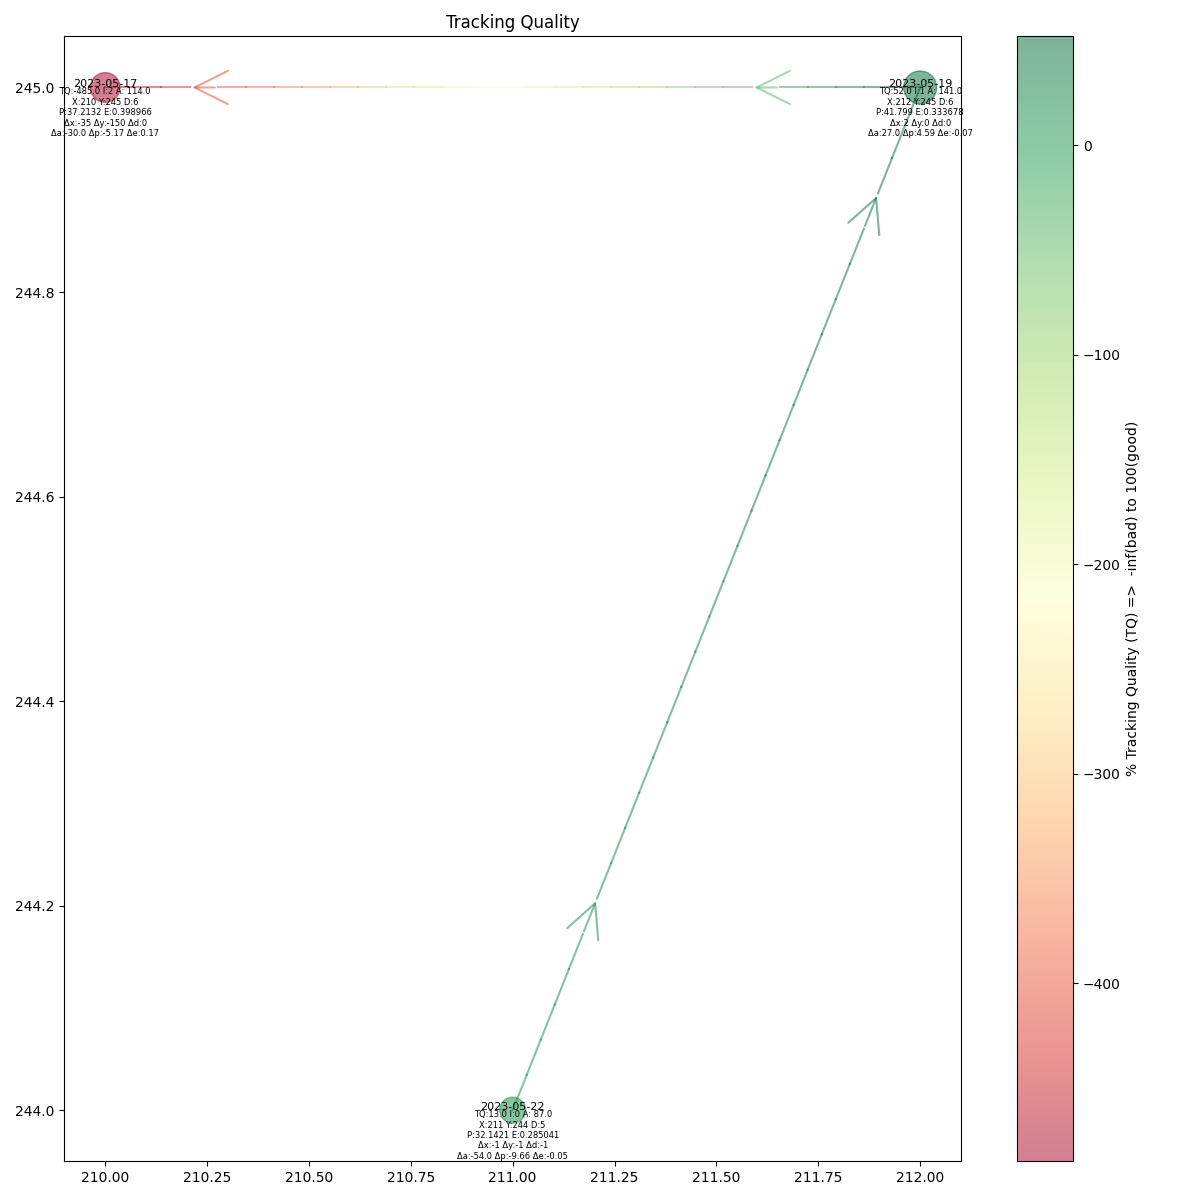 Tracking Quality
245.0
244.8
244.6
244.4
244.2
244.0
2023-05-17
TQ:-485.0 I:2 A: 114.0
X:210 Y:245 D:6
P:37.2132 E:0.398966
Δx:-35 Δy:-150 Δd:0
Δa:-30.0 Δp:-5.17 Δe:0.17
2023-05-19
TQ:52.0 I:1 A: 141.0
X:212 Y:245 D:6
P:41.799 E:0.333678
Δx:2 Δy:0 Δd:0
Δa:27.0 Δp:4.59 Δe:-0.07
2023-05-22
TQ:13.0 I:0 A: 87.0
X:211 Y:244 D:5
P:32.1421 E:0.285041
Δx:-1 Δy:-1 Δd:-1
Δa:-54.0 Δp:-9.66 Δe:-0.05
210.00 210.25 210.50 210.75 211.00 211.25 211.50 211.75 212.00
0
−100
−200
−300
−400
% Tracking Quality (TQ) => -inf(bad) to 100(good)